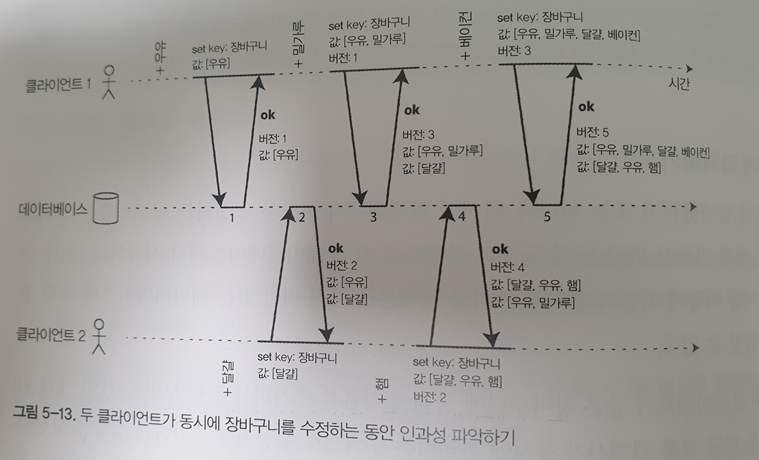 + 우유
set key: 장바구니
값: [우유]
+ 밀가루
set key: 장바구니
값: [우유, 밀가루]
버전: 1
+ 베이컨
set key: 장바구니
값: [우유, 밀가루, 달걀, 베이컨]
버전: 3
클라이언트 1
시간
ok
버전: 1
값: [우유]
ok
버전: 3
값: [우유, 밀가루]
값: [달걀]
ok
버전: 5
값: [우유, 밀가루, 달걀, 베이컨]
값: [달걀, 우유, 햄]
데이터베이스
1
2
3
4
5
ok
버전: 2
값: [우유]
값: [달걀]
ok
버전: 4
값: [달걀, 우유, 햄]
값: [우유, 밀가루]
클라이언트 2
+ 달걀
set key: 장바구니
값: [달걀]
+ 햄
set key: 장바구니
값: [달걀, 우유, 햄]
버전: 2
그림 5-13. 두 클라이언트가 동시에 장바구니를 수정하는 동안 인과성 파악하기